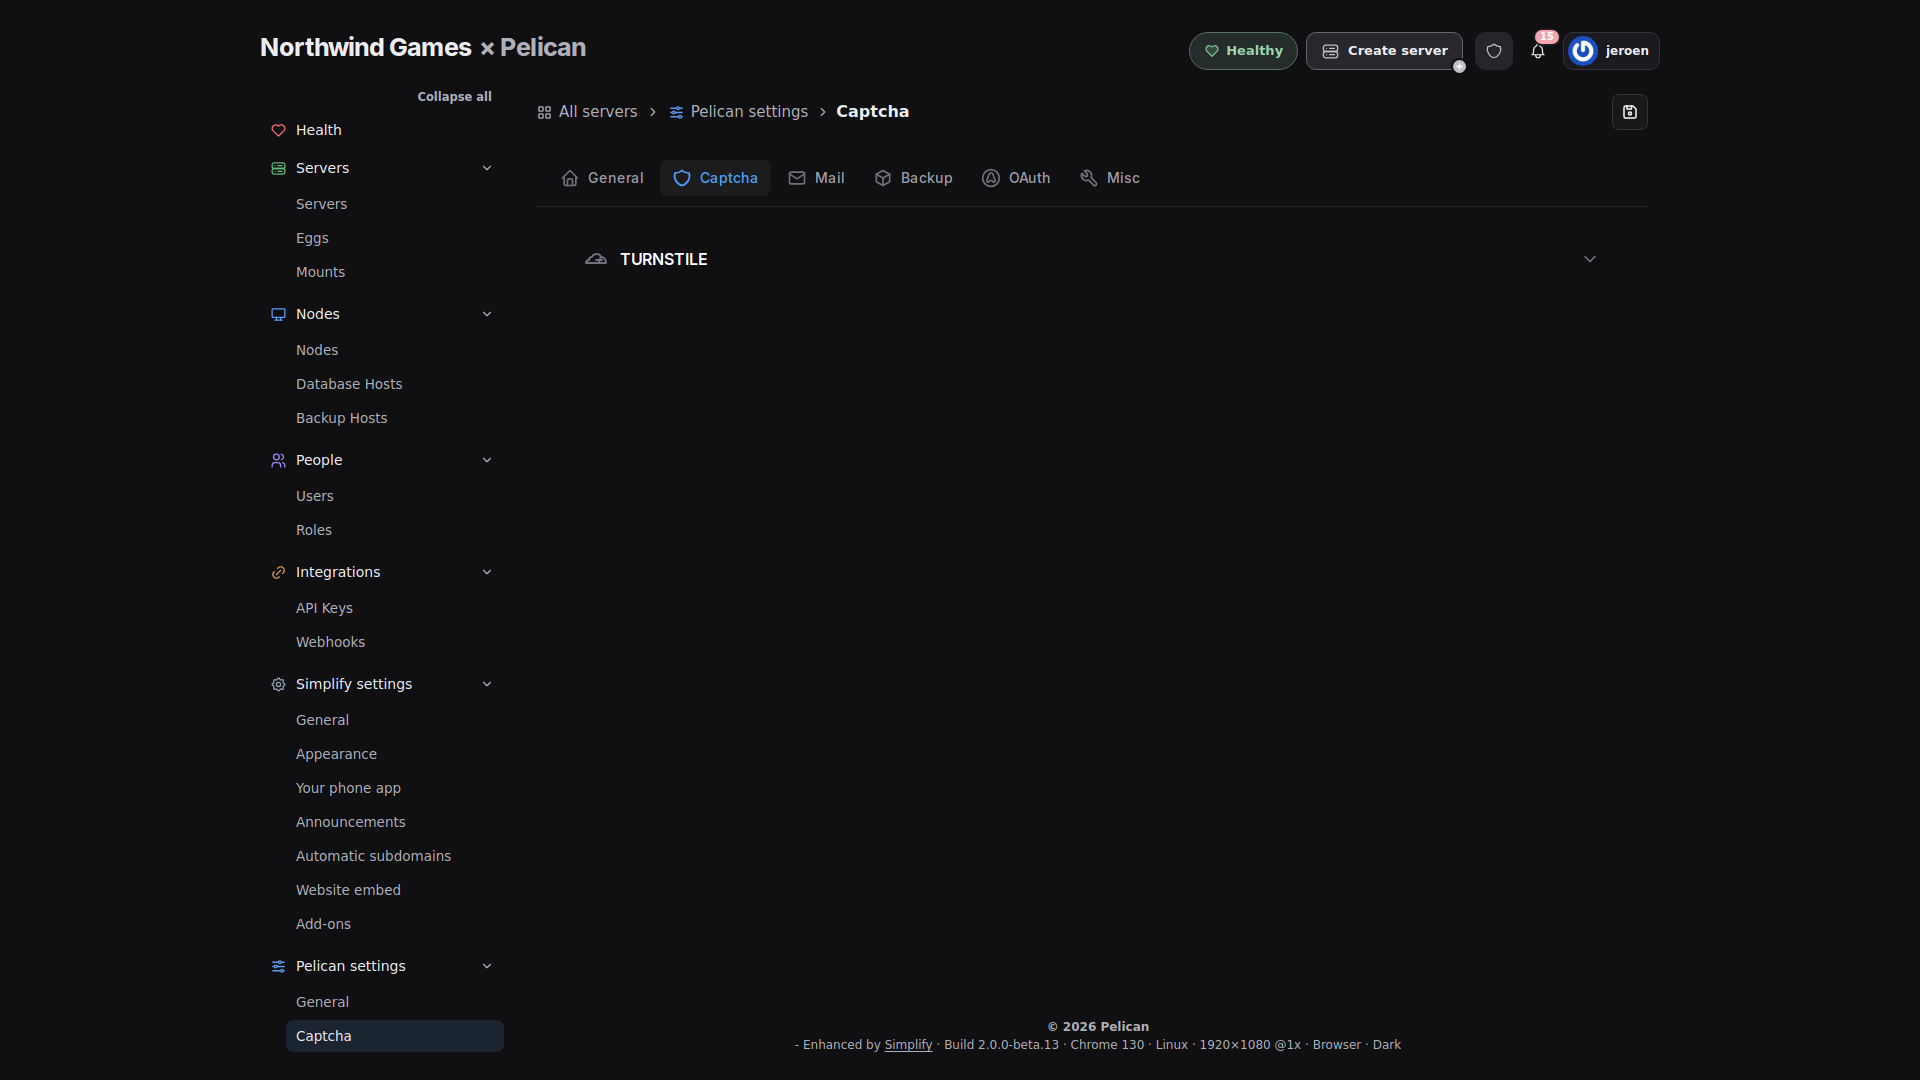 Northwind Games × Pelican
Healthy
Create server
15
jeroen
Collapse all
Health
Servers
Servers
Eggs
Mounts
Nodes
Nodes
Database Hosts
Backup Hosts
People
Users
Roles
Integrations
API Keys
Webhooks
Simplify settings
General
Appearance
Your phone app
Announcements
Automatic subdomains
Website embed
Add-ons
Pelican settings
General
Captcha
All servers > Pelican settings > Captcha
General
Captcha
Mail
Backup
OAuth
Misc
TURNSTILE
© 2026 Pelican
- Enhanced by Simplify · Build 2.0.0-beta.13 · Chrome 130 · Linux · 1920×1080 @1x · Browser · Dark